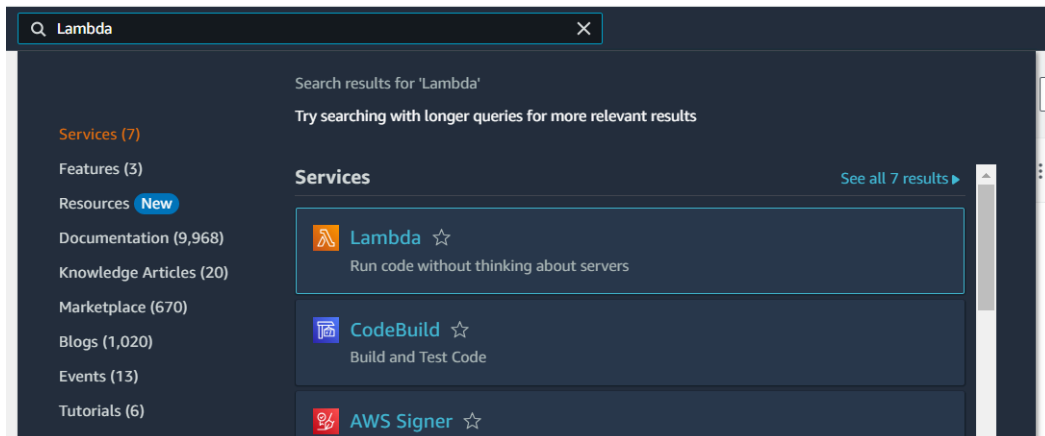 Lambda
Search results for 'Lambda'
Try searching with longer queries for more relevant results
Services (7)
Features (3)
Resources New
Documentation (9,968)
Knowledge Articles (20)
Marketplace (670)
Blogs (1,020)
Events (13)
Tutorials (6)
Services
See all 7 results
Lambda
Run code without thinking about servers
CodeBuild
Build and Test Code
AWS Signer